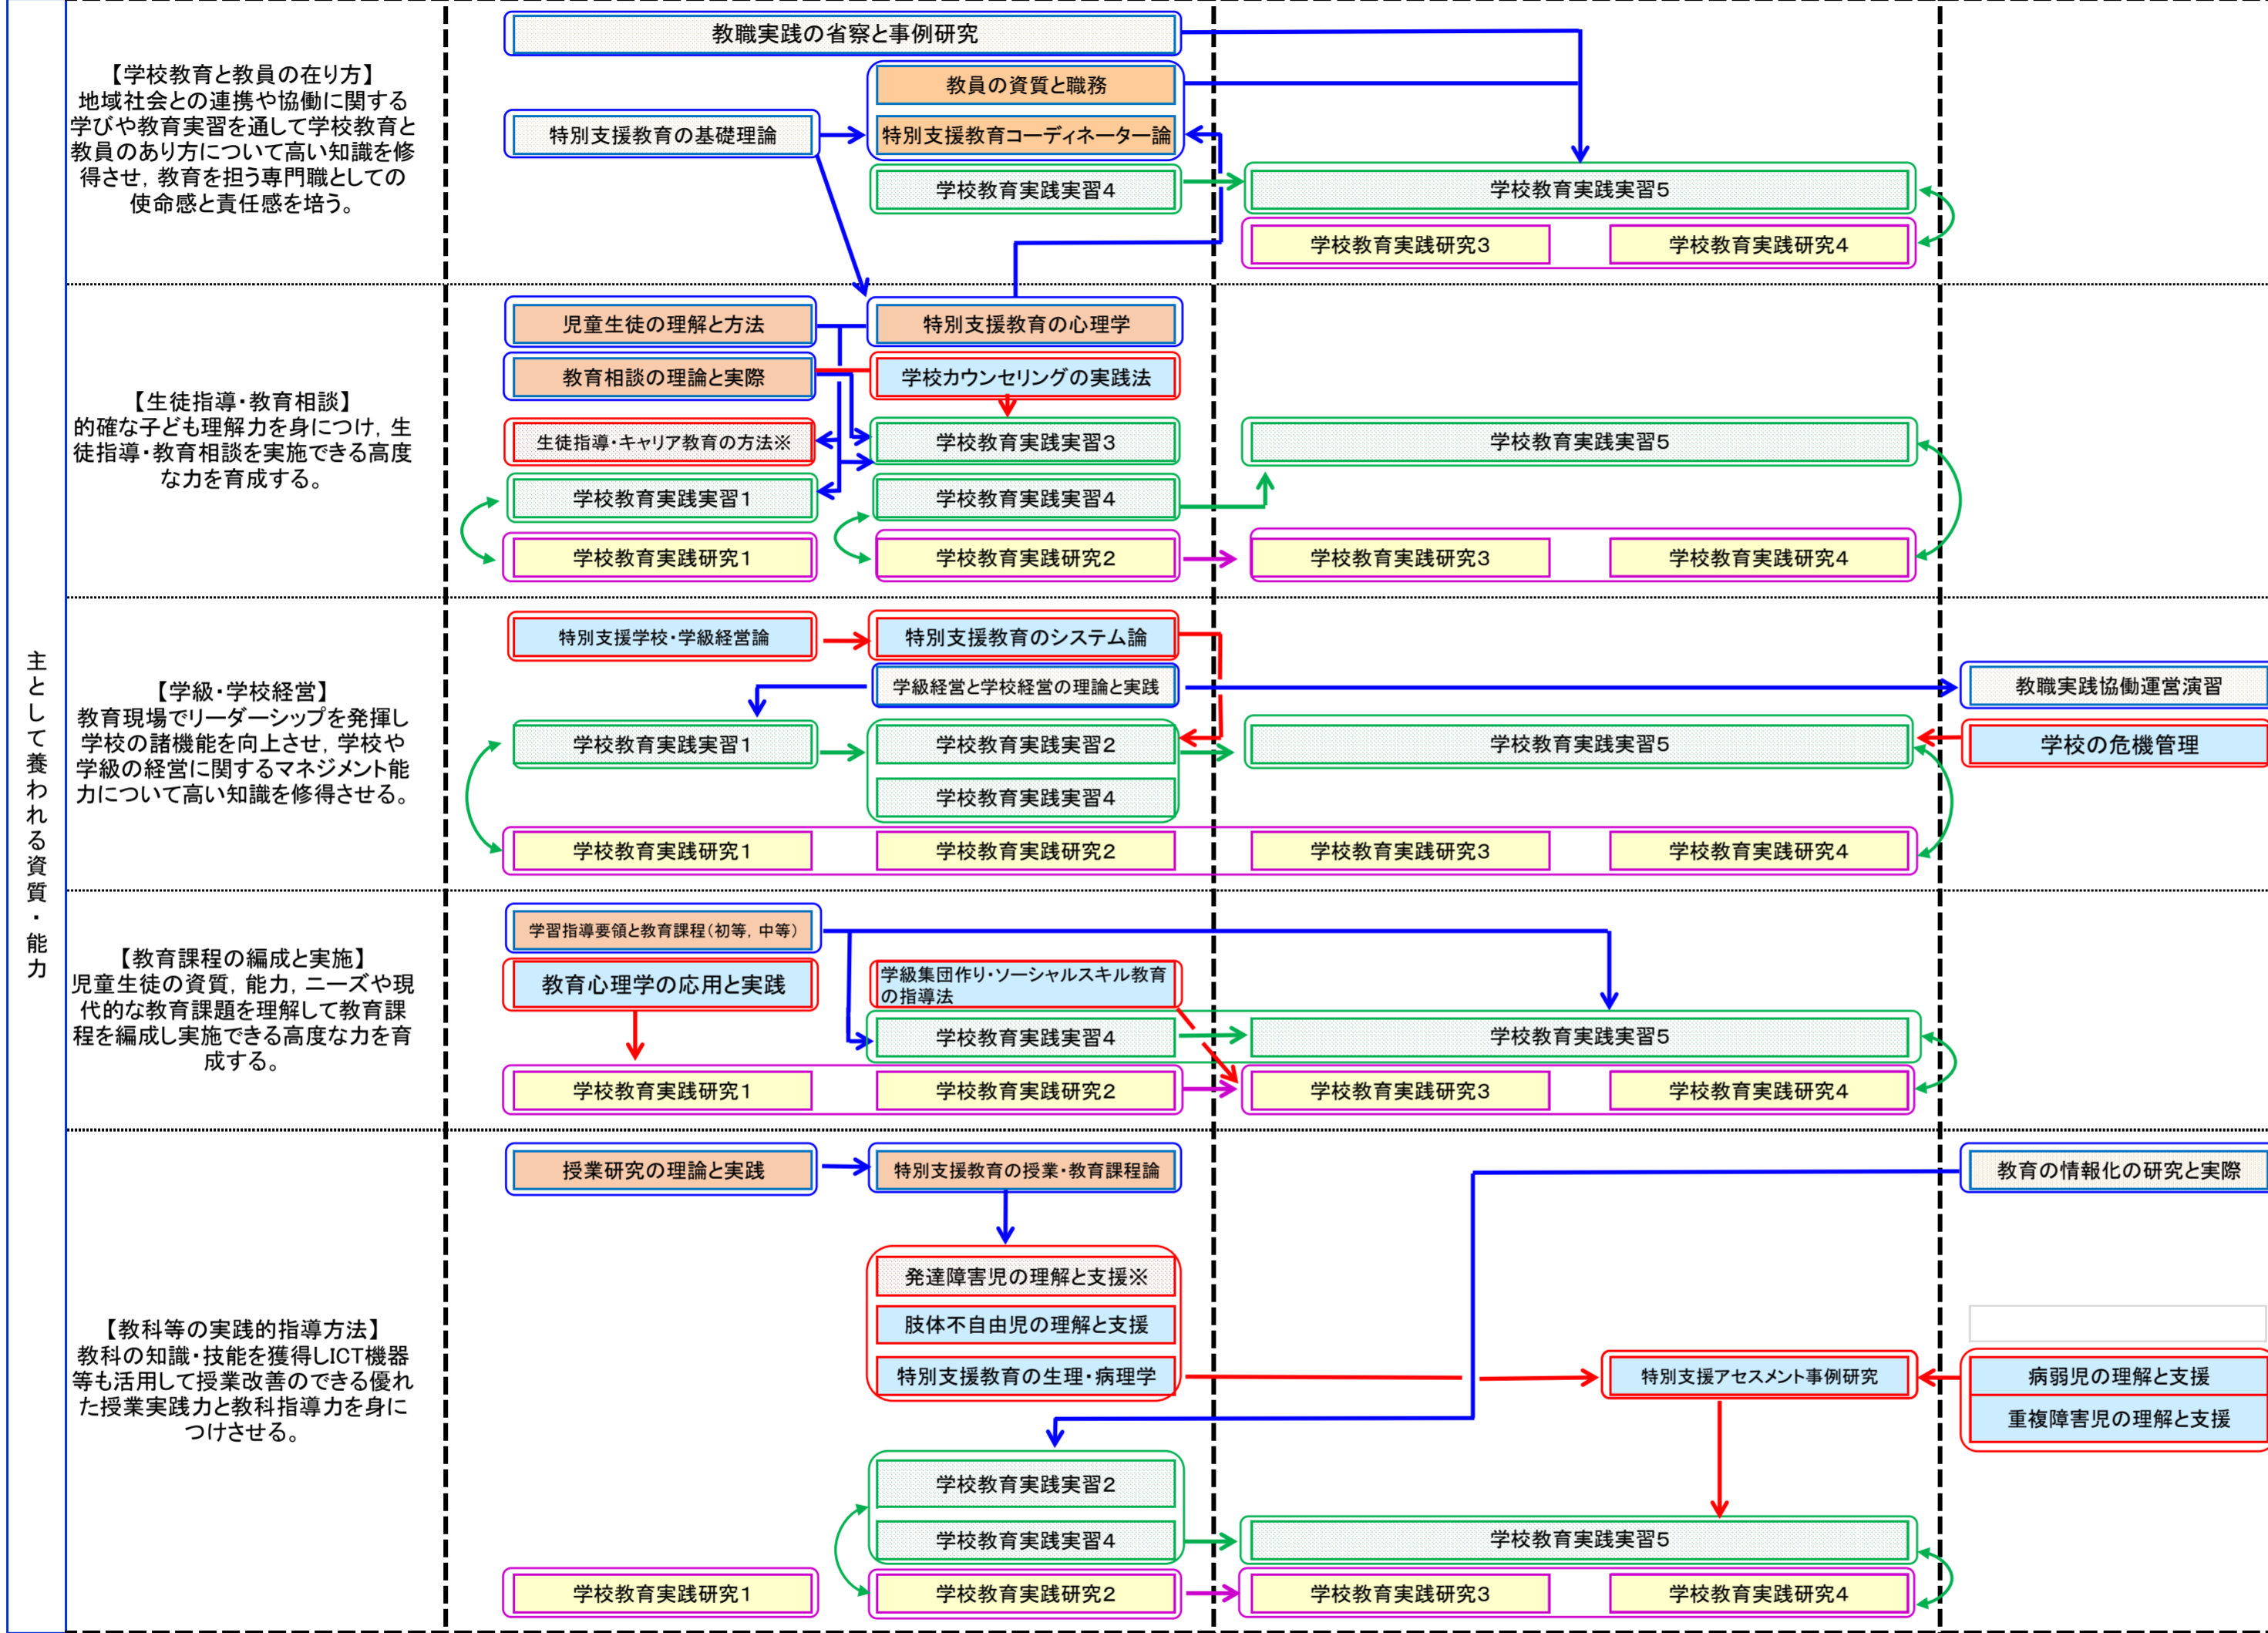 主として養われる資質・能力
【学校教育と教員の在り方】
地域社会との連携や協働に関する
学びや教育実習を通して学校教育と
教員のあり方について高い知識を修
得させ，教育を担う専門職としての
使命感と責任感を培う。
教職実践の省察と事例研究
教員の資質と職務
特別支援教育の基礎理論
特別支援教育コーディネーター論
学校教育実践実習4
学校教育実践実習5
学校教育実践研究3
学校教育実践研究4
【生徒指導・教育相談】
的確な子ども理解力を身につけ，生
徒指導・教育相談を実施できる高度
な力を育成する。
児童生徒の理解と方法
特別支援教育の心理学
教育相談の理論と実際
学校カウンセリングの実践法
生徒指導・キャリア教育の方法※
学校教育実践実習3
学校教育実践実習5
学校教育実践実習1
学校教育実践実習4
学校教育実践研究1
学校教育実践研究2
学校教育実践研究3
学校教育実践研究4
【学級・学校経営】
教育現場でリーダーシップを発揮し
学校の諸機能を向上させ，学校や
学級の経営に関するマネジメント能
力について高い知識を修得させる。
特別支援学校・学級経営論
特別支援教育のシステム論
学級経営と学校経営の理論と実践
教職実践協働運営演習
学校教育実践実習1
学校教育実践実習2
学校教育実践実習5
学校の危機管理
学校教育実践実習4
学校教育実践研究1
学校教育実践研究2
学校教育実践研究3
学校教育実践研究4
【教育課程の編成と実施】
児童生徒の資質，能力，ニーズや現
代的な教育課題を理解して教育課
程を編成し実施できる高度な力を育
成する。
学習指導要領と教育課程（初等，中等）
教育心理学の応用と実践
学級集団作り・ソーシャルスキル教育
の指導法
学校教育実践実習4
学校教育実践実習5
学校教育実践研究1
学校教育実践研究2
学校教育実践研究3
学校教育実践研究4
【教科等の実践的指導方法】
教科の知識・技能を獲得しICT機器
等も活用して授業改善のできる優れ
た授業実践力と教科指導力を身に
つけさせる。
授業研究の理論と実践
特別支援教育の授業・教育課程論
教育の情報化の研究と実際
発達障害児の理解と支援※
肢体不自由児の理解と支援
特別支援教育の生理・病理学
特別支援アセスメント事例研究
病弱児の理解と支援
重複障害児の理解と支援
学校教育実践実習2
学校教育実践実習4
学校教育実践実習5
学校教育実践研究1
学校教育実践研究2
学校教育実践研究3
学校教育実践研究4